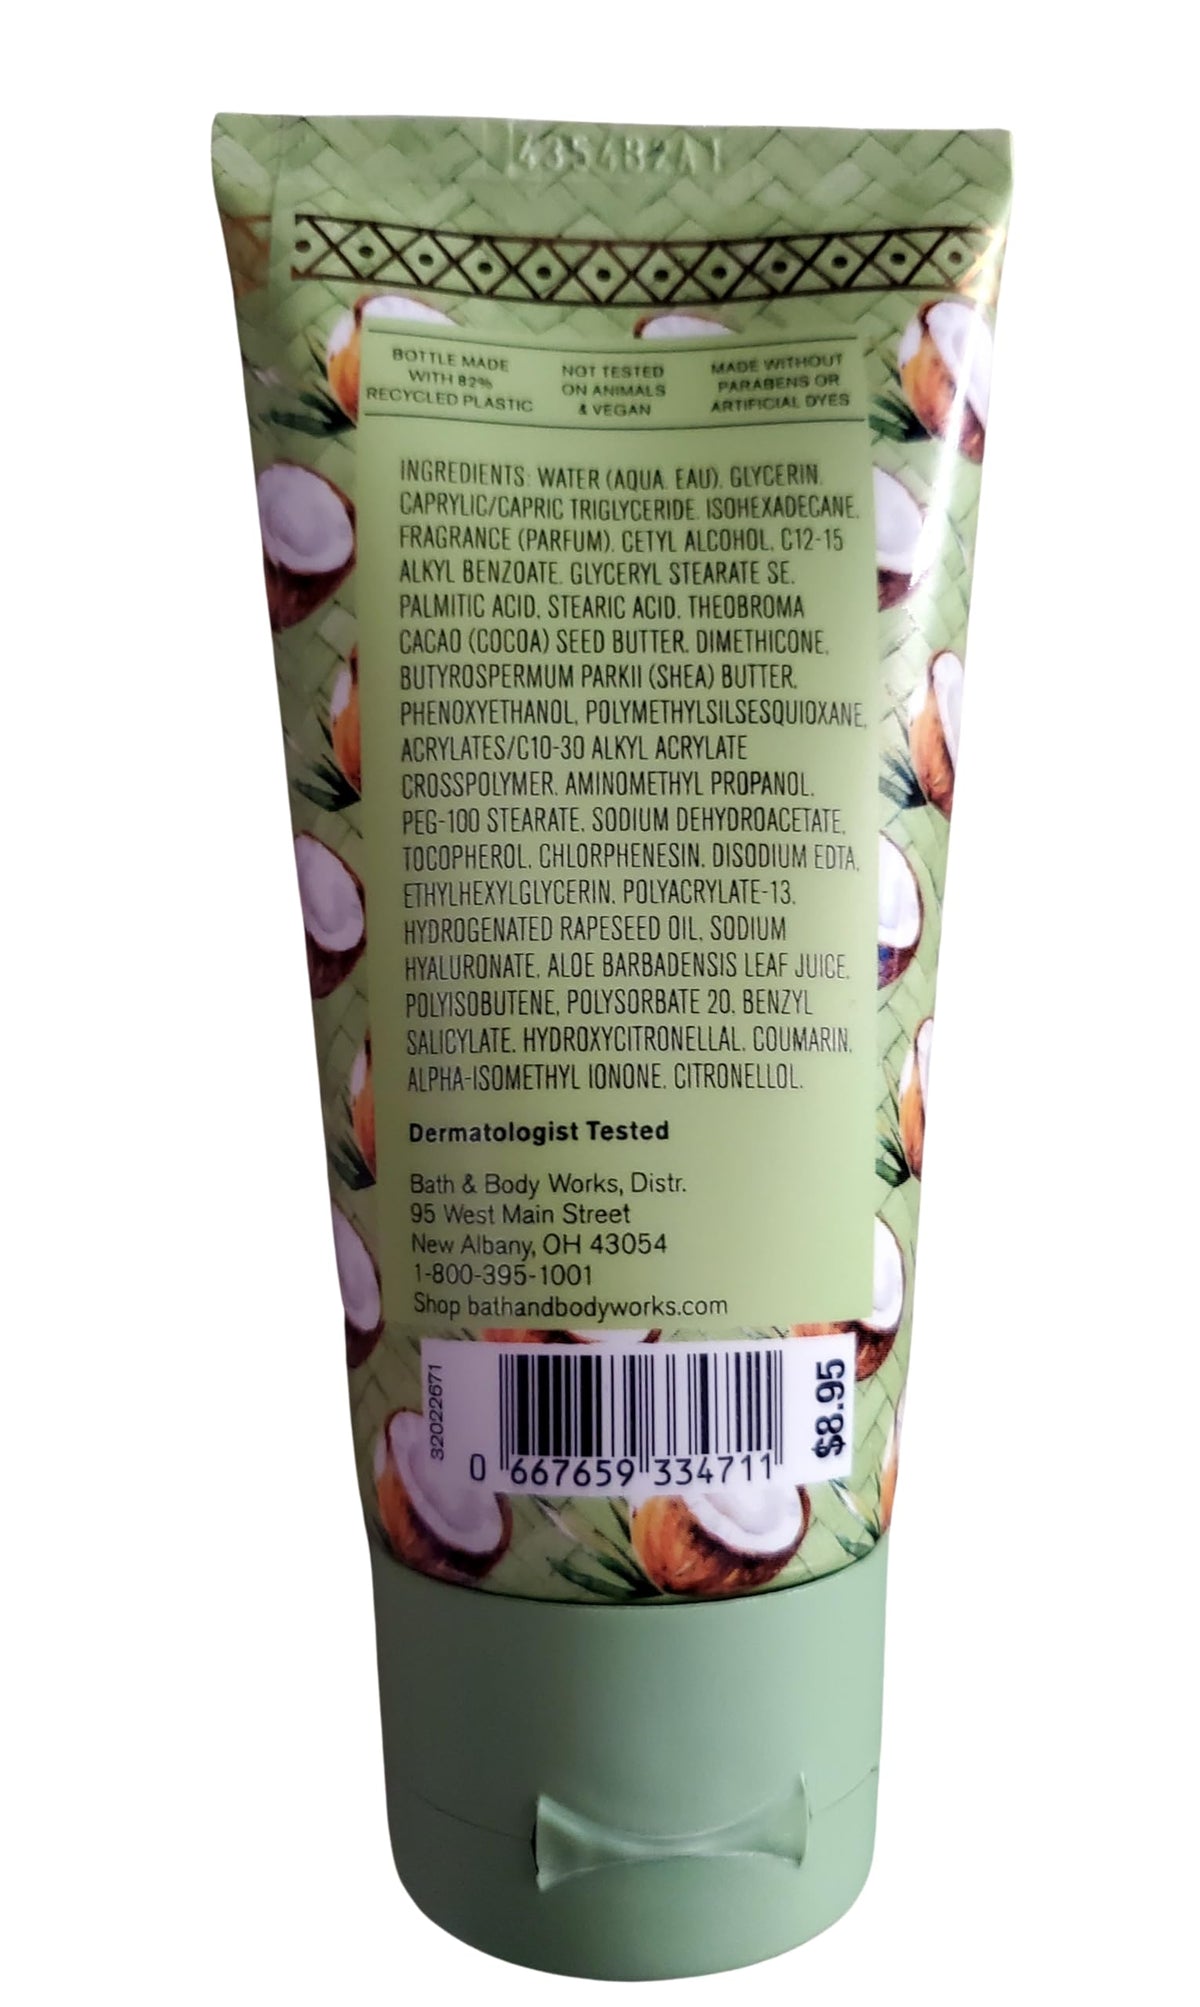 435482A1
BOTTLE MADE
WITH 82%
RECYCLED PLASTIC
NOT TESTED
ON ANIMALS
& VEGAN
MADE WITHOUT
PARABENS OR
ARTIFICIAL DYES
INGREDIENTS: WATER (AQUA, EAU), GLYCERIN,
CAPRYLIC/CAPRIC TRIGLYCERIDE, ISOHEXADECANE,
FRAGRANCE (PARFUM), CETYL ALCOHOL, C12-15
ALKYL BENZOATE, GLYCERYL STEARATE SE,
PALMITIC ACID, STEARIC ACID, THEOBROMA
CACAO (COCOA) SEED BUTTER, DIMETHICONE,
BUTYROSPERMUM PARKII (SHEA) BUTTER,
PHENOXYETHANOL, POLYMETHYLSILSESQUIOXANE,
ACRYLATES/C10-30 ALKYL ACRYLATE
CROSSPOLYMER, AMINOMETHYL PROPANOL,
PEG-100 STEARATE, SODIUM DEHYDROACETATE,
TOCOPHEROL, CHLORPHENESIN, DISODIUM EDTA,
ETHYLHEXYLGLYCERIN, POLYACRYLATE-13,
HYDROGENATED RAPESEED OIL, SODIUM
HYALURONATE, ALOE BARBADENSIS LEAF JUICE,
POLYISOBUTENE, POLYSORBATE 20, BENZYL
SALICYLATE, HYDROXYCITRONELLAL, COUMARIN,
ALPHA-ISOMETHYL IONONE, CITRONELLOL.
Dermatologist Tested
Bath & Body Works, Distr.
95 West Main Street
New Albany, OH 43054
1-800-395-1001
Shop bathandbodyworks.com
32022671
0 667659 334711
$8.95